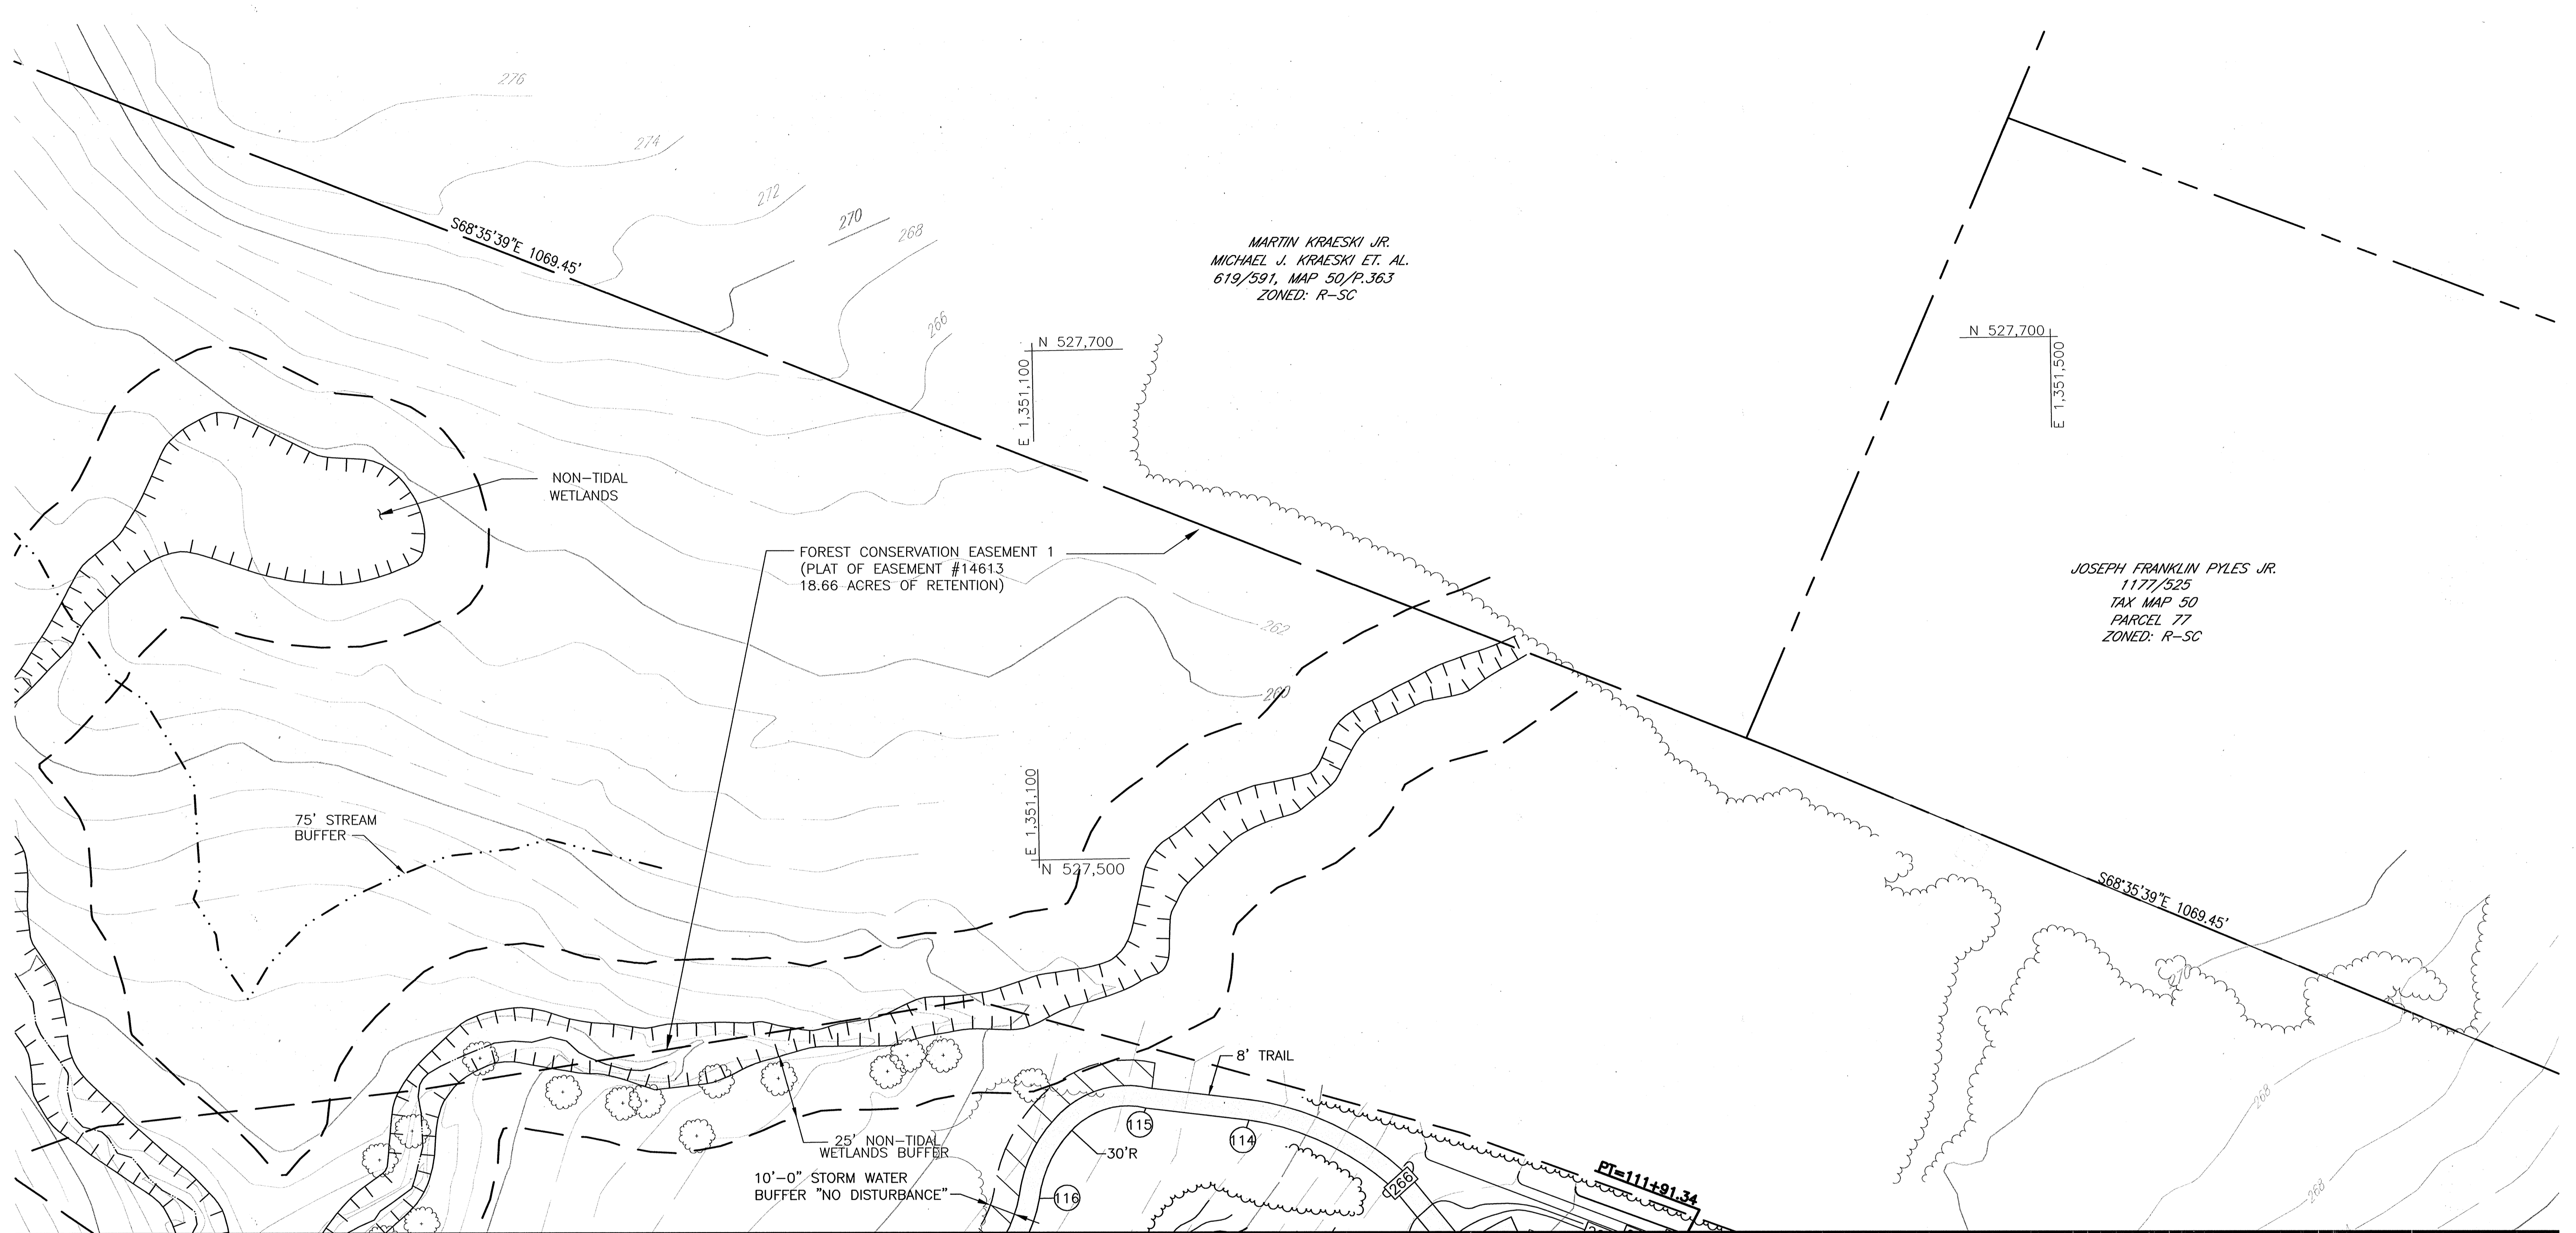 276
274
272
270
268
266
S68°35'39"E 1069.45'
MARTIN KRAESKI JR.
MICHAEL J. KRAESKI ET. AL.
619/591, MAP 50/P.363
ZONED: R-SC
N 527,700
E 1,351,100
N 527,700
E 1,351,500
NON-TIDAL
WETLANDS
FOREST CONSERVATION EASEMENT 1
(PLAT OF EASEMENT #14613
18.66 ACRES OF RETENTION)
JOSEPH FRANKLIN PYLES JR.
1177/525
TAX MAP 50
PARCEL 77
ZONED: R-SC
262
260
75' STREAM
BUFFER
E 1,351,100
N 527,500
S68°35'39"E 1069.45'
270
8' TRAIL
268
115
114
25' NON-TIDAL
WETLANDS BUFFER
30'R
10'-0" STORM WATER
BUFFER "NO DISTURBANCE"
116
266
PT=111+91.34
268